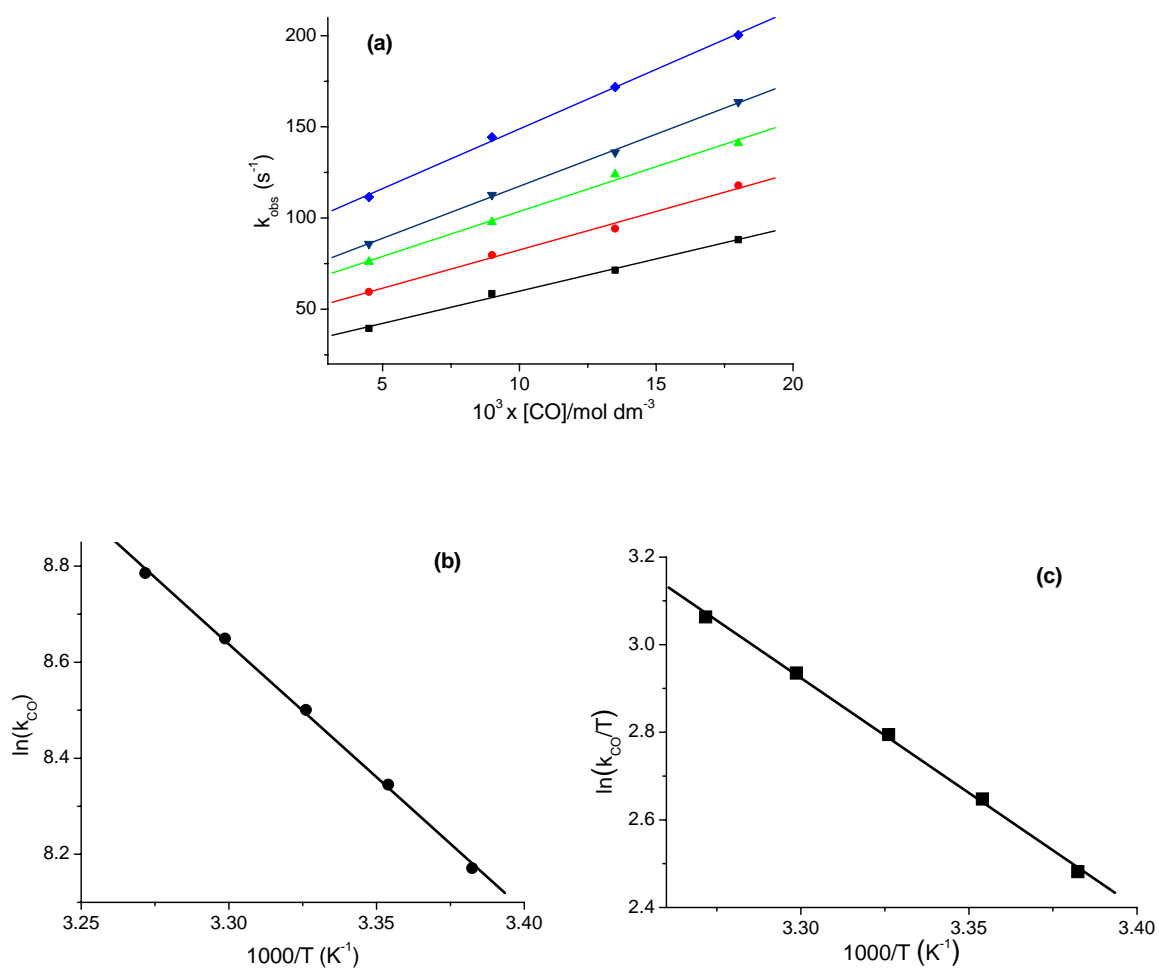 (a)
200
150
100
50
k_obs (s^-1)
5 10 15 20
10^3 x [CO]/mol dm^-3
(b)
8.8
8.6
8.4
8.2
ln(k_CO)
3.25 3.30 3.35 3.40
1000/T (K^-1)
(c)
3.2
3.0
2.8
2.6
2.4
ln(k_CO/T)
3.30 3.35 3.40
1000/T (K^-1)